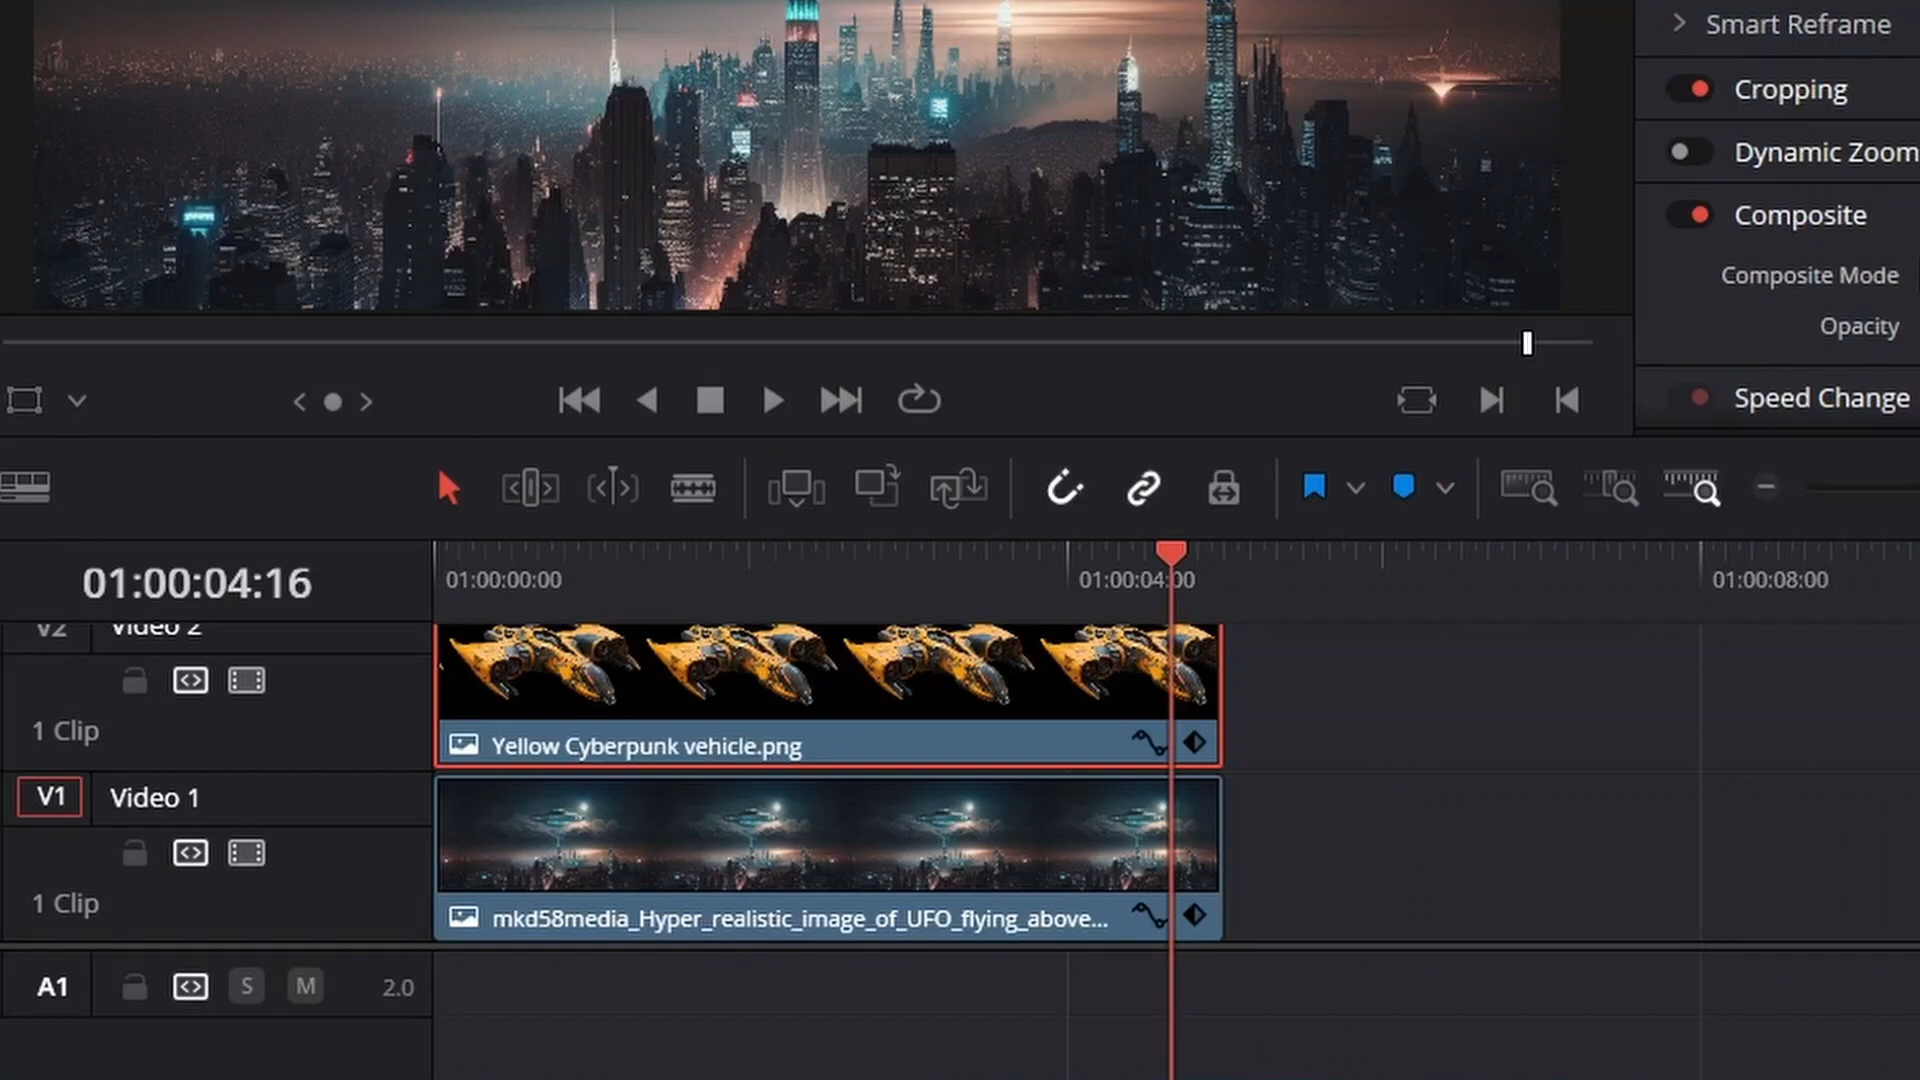 Smart Reframe
Cropping
Dynamic Zoom
Composite
Composite Mode
Opacity
Speed Change
01:00:04:16
01:00:00:00
01:00:04:00
01:00:08:00
V2
Video 2
1 Clip
Yellow Cyberpunk vehicle.png
V1
Video 1
1 Clip
mkd58media_Hyper_realistic_image_of_UFO_flying_above...
A1
S
M
2.0